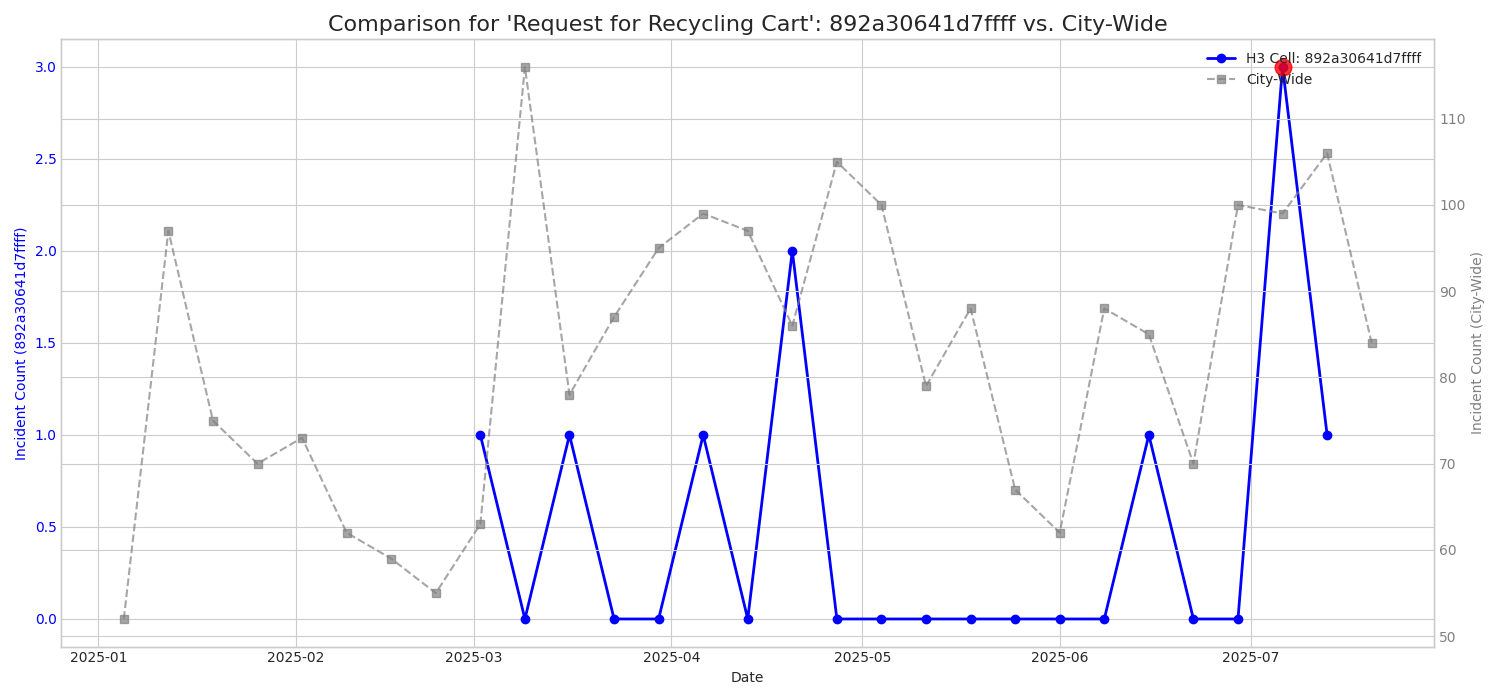 Comparison for 'Request for Recycling Cart': 892a30641d7ffff vs. City-Wide
H3 Cell: 892a30641d7ffff
City-Wide
Incident Count (892a30641d7ffff)
3.0
2.5
2.0
1.5
1.0
0.5
0.0
110
100
90
80
70
60
50
Incident Count (City-Wide)
2025-01 2025-02 2025-03 2025-04 2025-05 2025-06 2025-07
Date